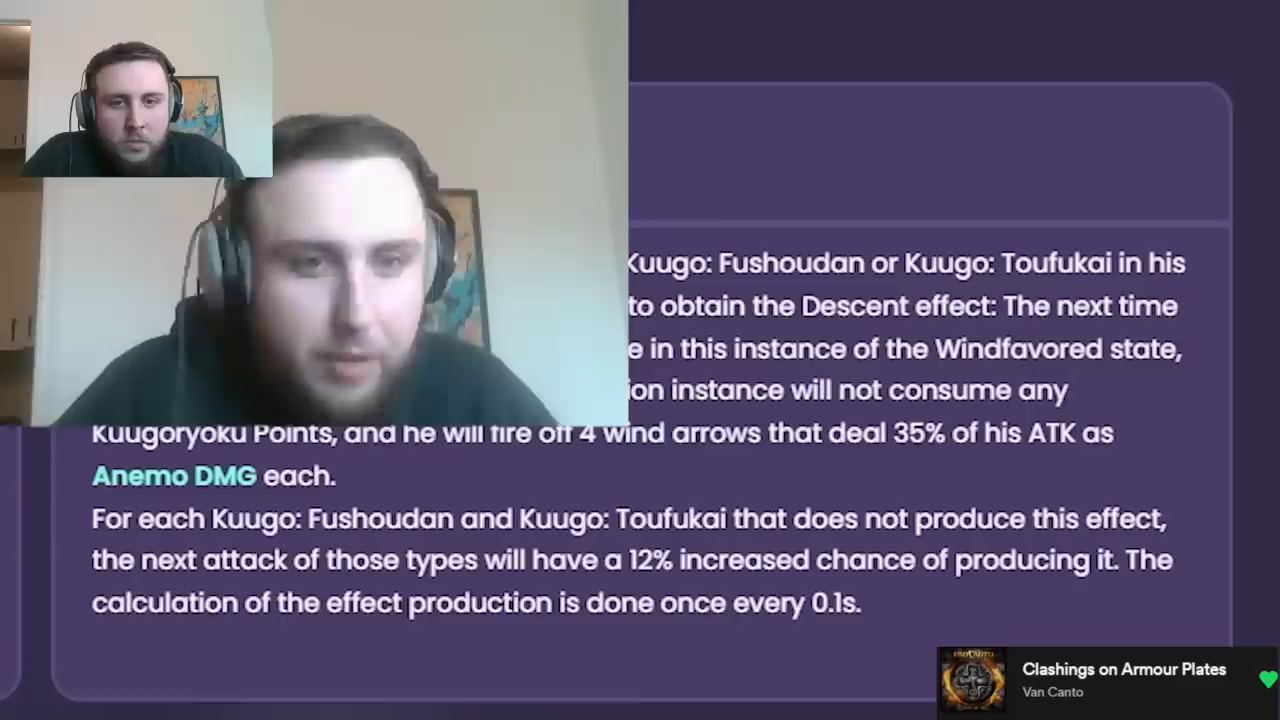 Kuugo: Fushoudan or Kuugo: Toufukai in his
to obtain the Descent effect: The next time
e in this instance of the Windfavored state,
ion instance will not consume any
Kuugoryoku Points, and he will fire off 4 wind arrows that deal 35% of his ATK as
Anemo DMG each.
For each Kuugo: Fushoudan and Kuugo: Toufukai that does not produce this effect,
the next attack of those types will have a 12% increased chance of producing it. The
calculation of the effect production is done once every 0.1s.
Clashings on Armour Plates
Van Canto